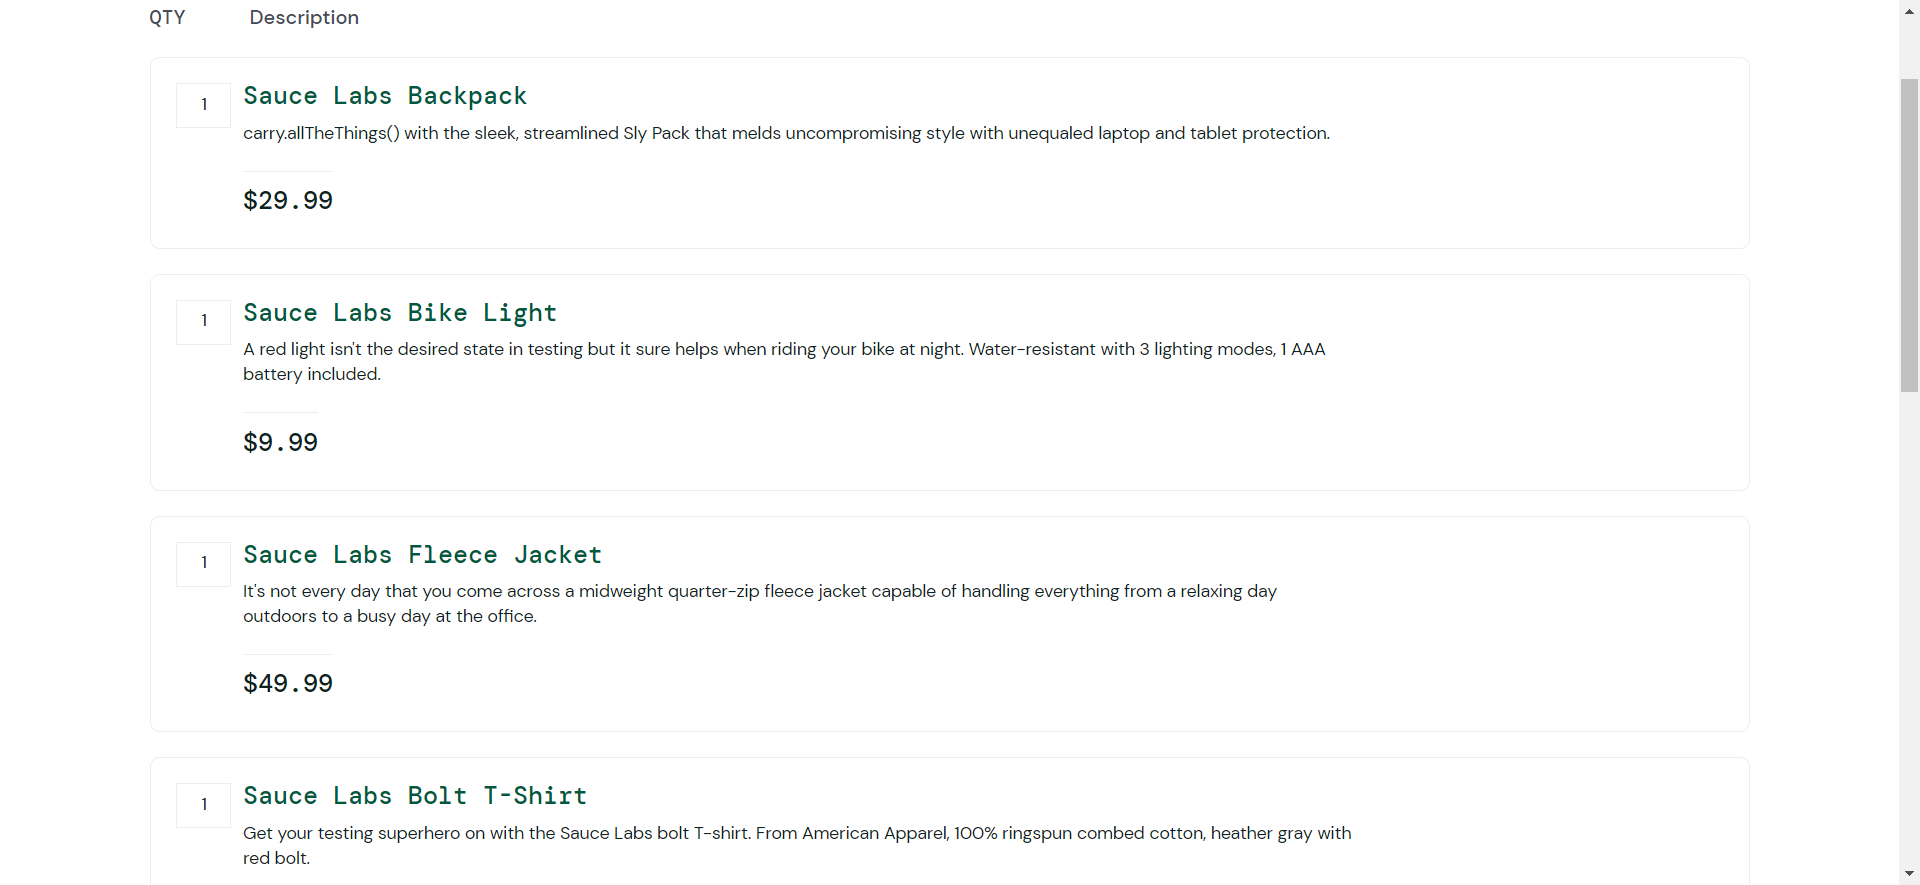 QTY Description
1 Sauce Labs Backpack
carry.allTheThings() with the sleek, streamlined Sly Pack that melds uncompromising style with unequaled laptop and tablet protection.
$29.99
1 Sauce Labs Bike Light
A red light isn't the desired state in testing but it sure helps when riding your bike at night. Water-resistant with 3 lighting modes, 1 AAA
battery included.
$9.99
1 Sauce Labs Fleece Jacket
It's not every day that you come across a midweight quarter-zip fleece jacket capable of handling everything from a relaxing day
outdoors to a busy day at the office.
$49.99
1 Sauce Labs Bolt T-Shirt
Get your testing superhero on with the Sauce Labs bolt T-shirt. From American Apparel, 100% ringspun combed cotton, heather gray with
red bolt.